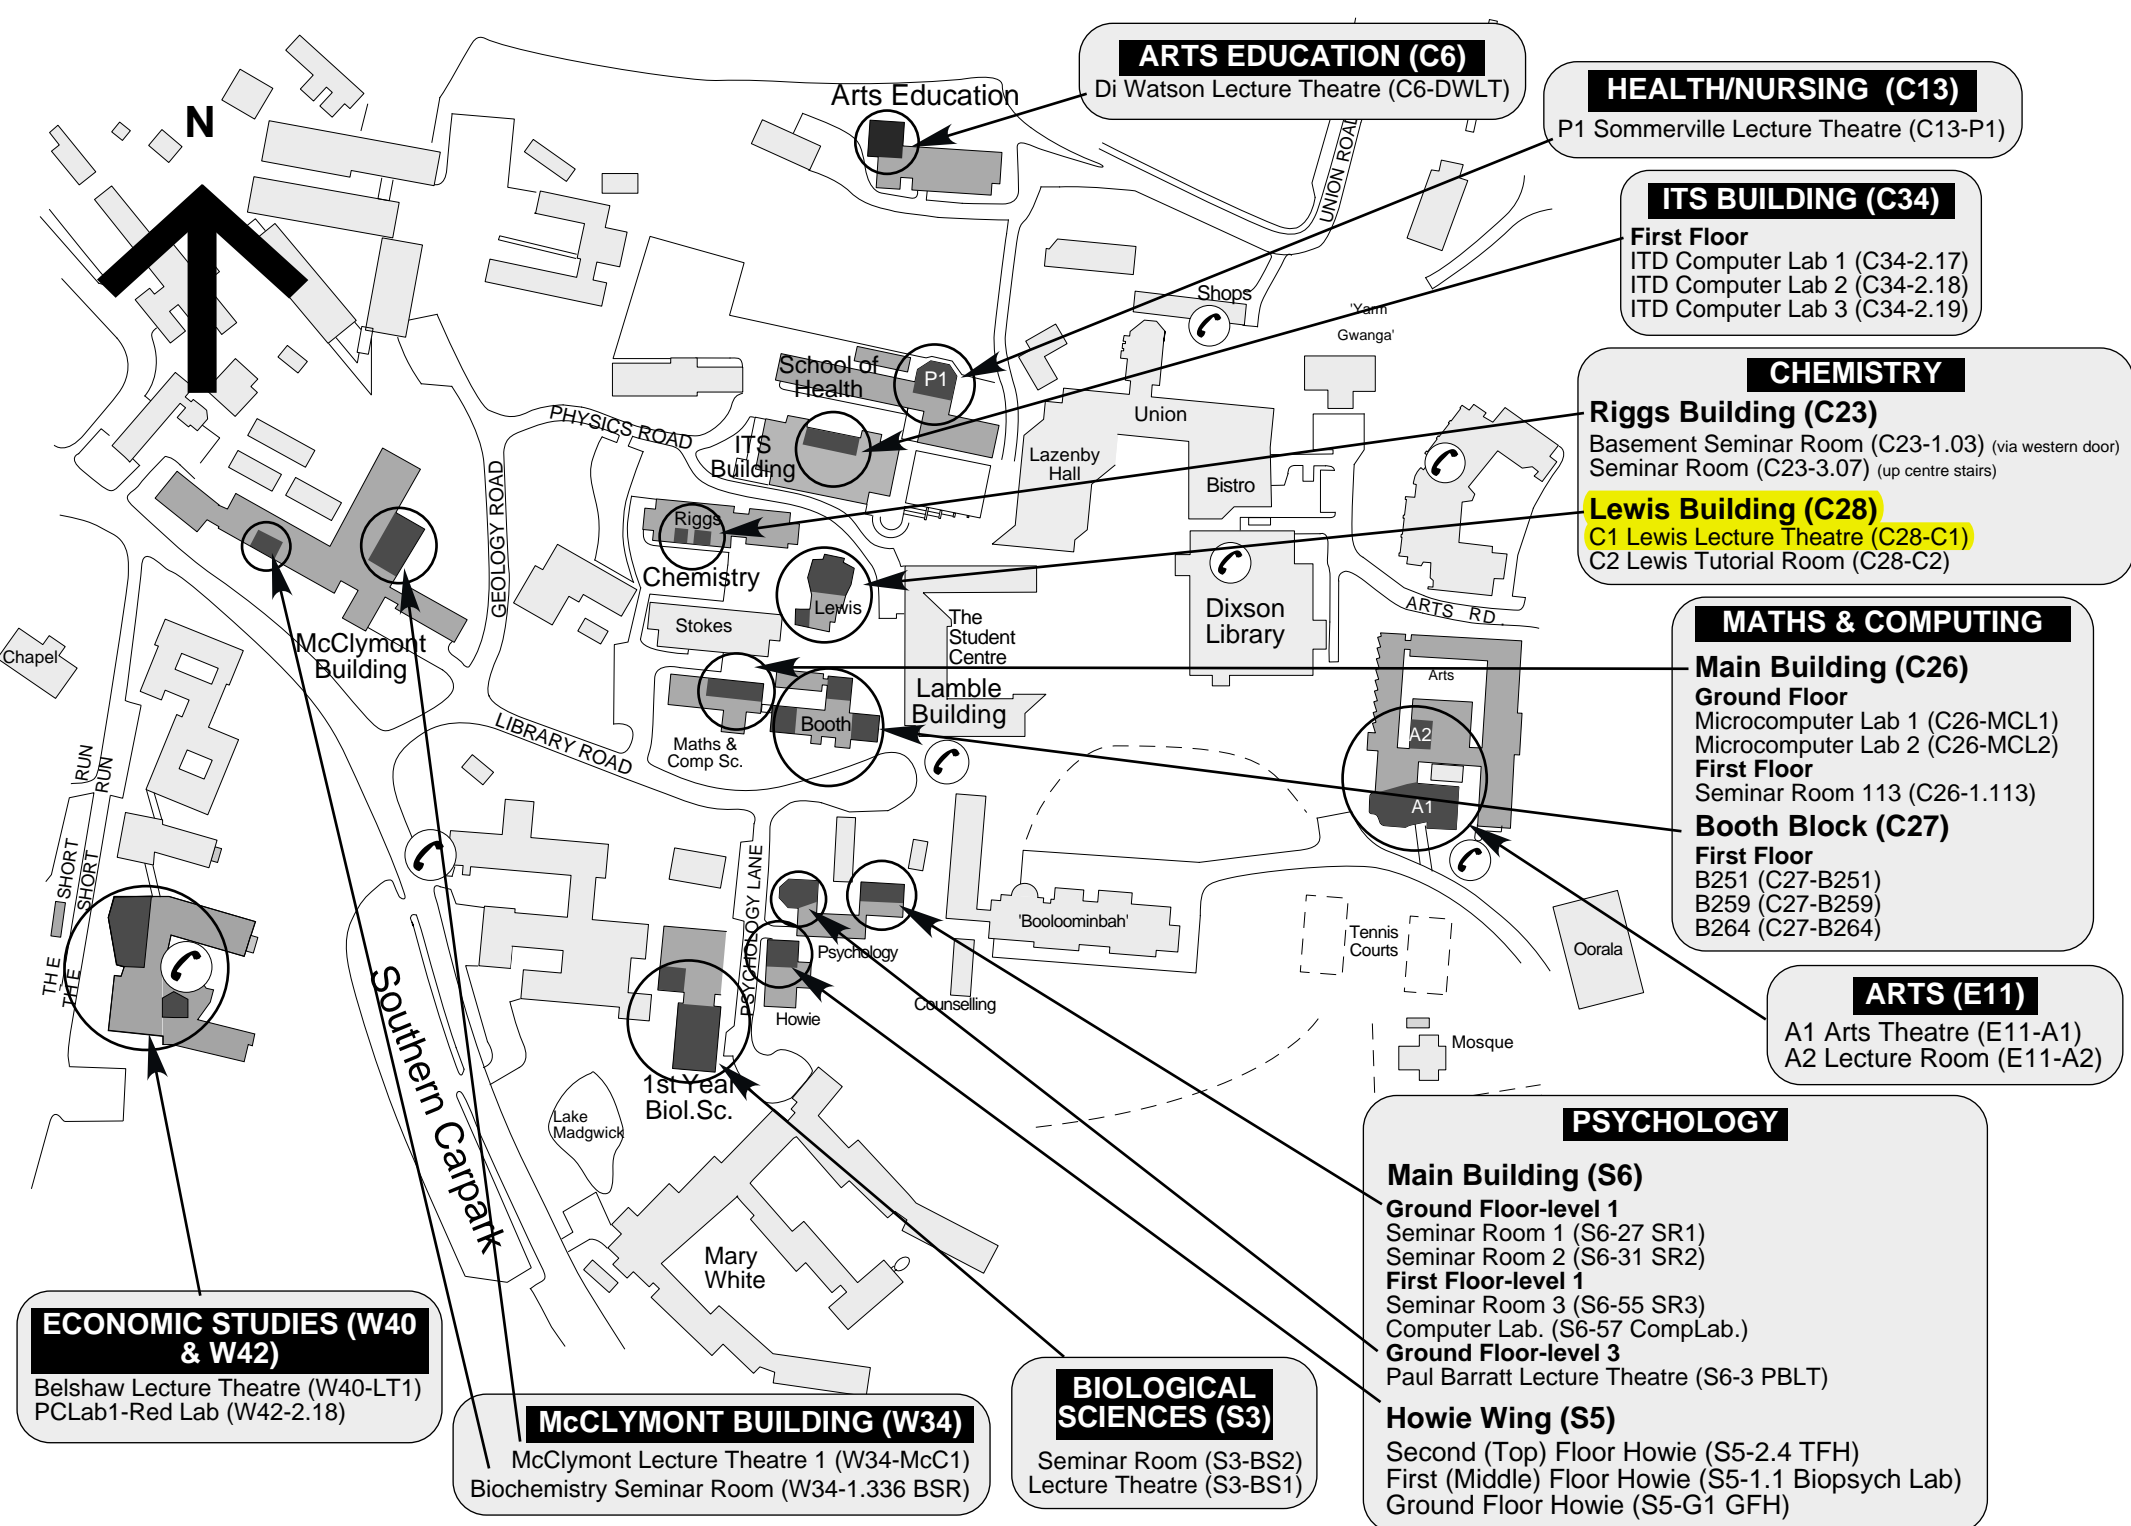 ARTS EDUCATION (C6)
Di Watson Lecture Theatre (C6-DWLT)
HEALTH/NURSING (C13)
P1 Sommerville Lecture Theatre (C13-P1)
ITS BUILDING (C34)
First Floor
ITD Computer Lab 1 (C34-2.17)
ITD Computer Lab 2 (C34-2.18)
ITD Computer Lab 3 (C34-2.19)
CHEMISTRY
Riggs Building (C23)
Basement Seminar Room (C23-1.03) (via western door)
Seminar Room (C23-3.07) (up centre stairs)
Lewis Building (C28)
C1 Lewis Lecture Theatre (C28-C1)
C2 Lewis Tutorial Room (C28-C2)
MATHS & COMPUTING
Main Building (C26)
Ground Floor
Microcomputer Lab 1 (C26-MCL1)
Microcomputer Lab 2 (C26-MCL2)
First Floor
Seminar Room 113 (C26-1.113)
Booth Block (C27)
First Floor
B251 (C27-B251)
B259 (C27-B259)
B264 (C27-B264)
ARTS (E11)
A1 Arts Theatre (E11-A1)
A2 Lecture Room (E11-A2)
PSYCHOLOGY
Main Building (S6)
Ground Floor-level 1
Seminar Room 1 (S6-27 SR1)
Seminar Room 2 (S6-31 SR2)
First Floor-level 1
Seminar Room 3 (S6-55 SR3)
Computer Lab. (S6-57 CompLab.)
Ground Floor-level 3
Paul Barratt Lecture Theatre (S6-3 PBLT)
Howie Wing (S5)
Second (Top) Floor Howie (S5-2.4 TFH)
First (Middle) Floor Howie (S5-1.1 Biopsych Lab)
Ground Floor Howie (S5-G1 GFH)
BIOLOGICAL
SCIENCES (S3)
Seminar Room (S3-BS2)
Lecture Theatre (S3-BS1)
McCLYMONT BUILDING (W34)
McClymont Lecture Theatre 1 (W34-McC1)
Biochemistry Seminar Room (W34-1.336 BSR)
ECONOMIC STUDIES (W40
& W42)
Belshaw Lecture Theatre (W40-LT1)
PCLab1-Red Lab (W42-2.18)
N
Arts Education
UNION ROAD
Shops
'Yarm
Gwanga'
School of
Health
P1
PHYSICS ROAD
ITS
Building
Union
Lazenby
Hall
Bistro
GEOLOGY ROAD
Riggs
Chemistry
Lewis
Stokes
The
Student
Centre
Dixson
Library
ARTS RD.
McClymont
Building
Chapel
Lamble
Building
Booth
Maths &
Comp Sc.
Arts
A2
A1
LIBRARY ROAD
THE SHORT RUN
THE SHORT RUN
PSYCHOLOGY LANE
Psychology
'Booloominbah'
Tennis
Courts
Oorala
Howie
Counselling
Mosque
Southern Carpark
1st Year
Biol.Sc.
Lake
Madgwick
Mary
White